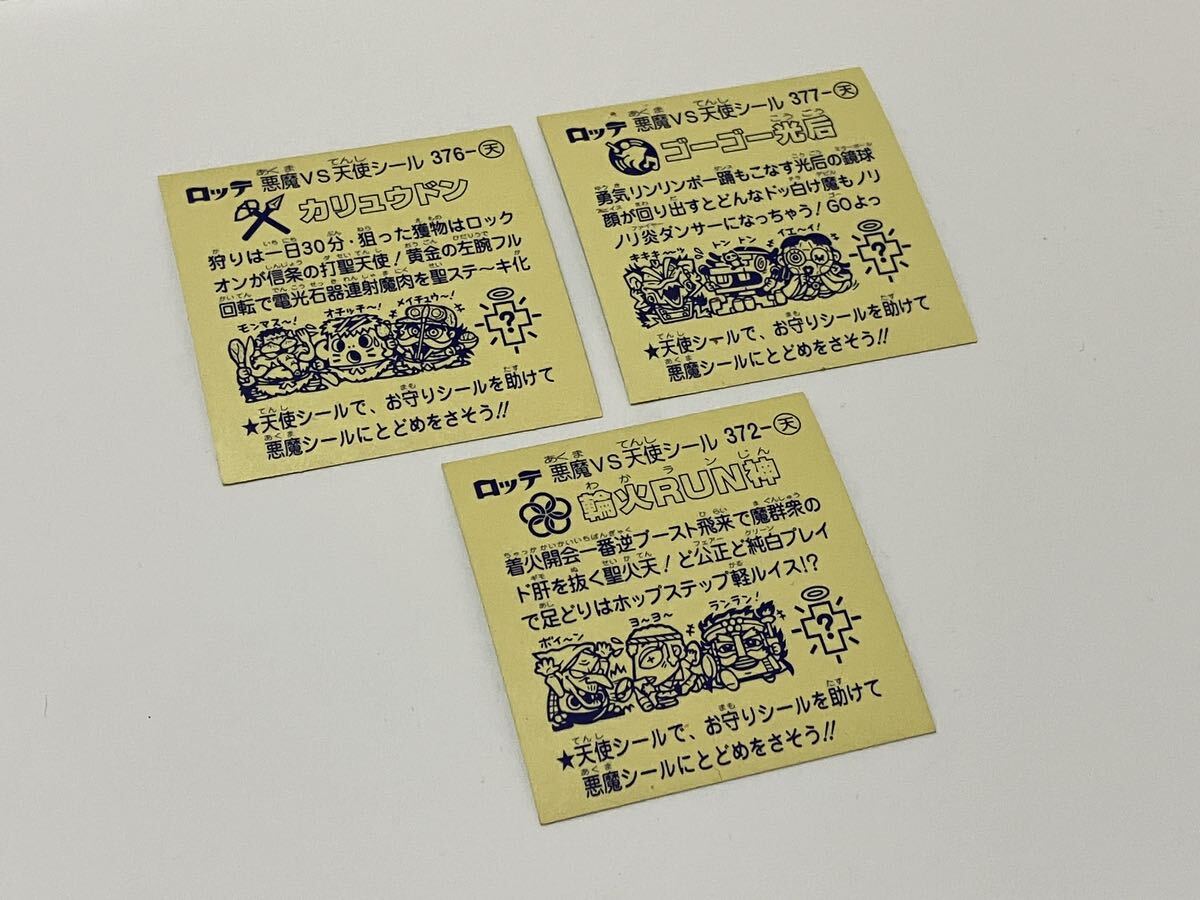 ロッテ 悪魔VS天使シール 376-天
カリュウドン
狩りは一日30分・狙った獲物はロック
オンが信条の打聖天使!黄金の左腕フル
回転で電光石器連射魔肉を聖ステ〜キ化
モンマズ〜! オチッチ〜! メイチュウ〜!
?
★天使シールで、お守りシールを助けて
悪魔シールにとどめをさそう!!
ロッテ 悪魔VS天使シール 377-天
ゴーゴー光后
勇気リンリンボー踊もこなす光后の鏡球
顔が回り出すとどんなドッ白け魔もノリ
ノリ炎ダンサーになっちゃう!GOよっ
キキキ〜ッ トン トン イエ〜イ!
?
★天使シールで、お守りシールを助けて
悪魔シールにとどめをさそう!!
ロッテ 悪魔VS天使シール 372-天
輪火RUN神
着火開会一番逆ブースト飛来で魔群衆の
ド肝を抜く聖火天!ど公正ど純白プレイ
で足どりはホップステップ軽ルイス!?
ボイ〜ン ヨ〜ヨ〜 ランラン!
?
★天使シールで、お守りシールを助けて
悪魔シールにとどめをさそう!!